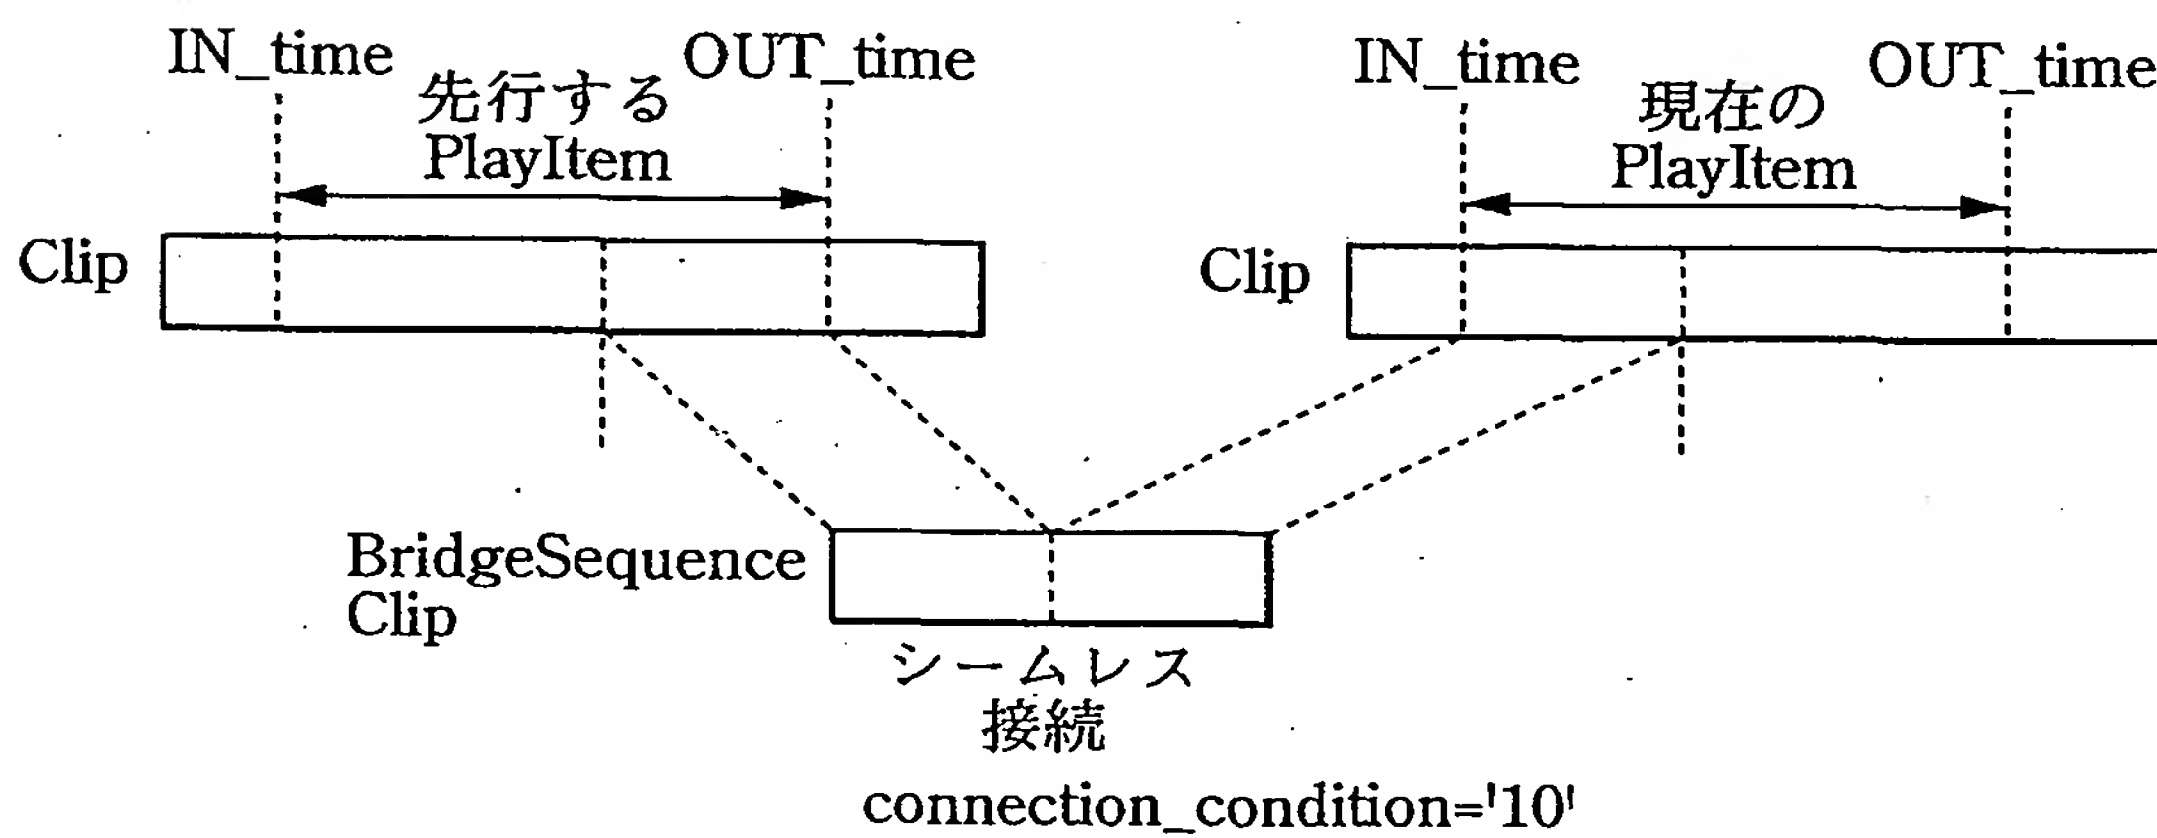 IN_time
先行する
PlayItem
OUT_time
IN_time
現在の
PlayItem
OUT_time
Clip
Clip
BridgeSequence
Clip
シームレス
接続
connection_condition='10'